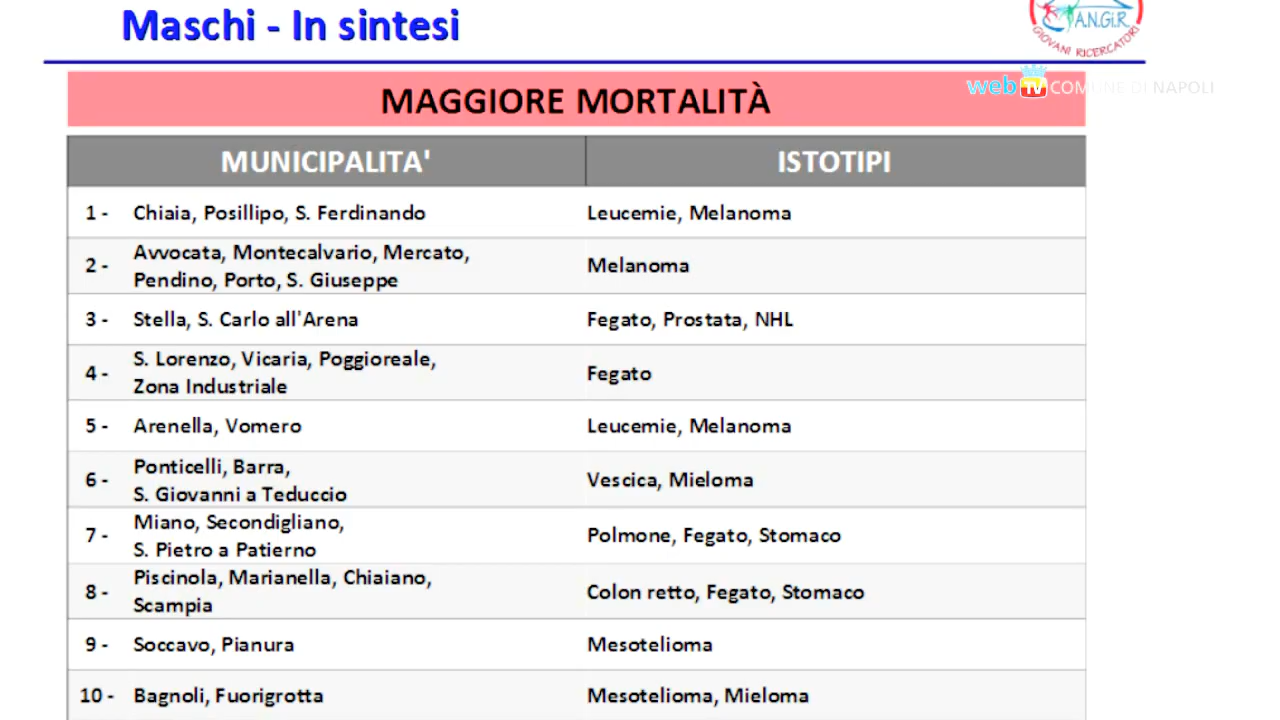 Maschi - In sintesi
A.N.Gi.R.
GIOVANI RICERCATORI
web TV COMUNE DI NAPOLI
MAGGIORE MORTALITÀ
MUNICIPALITA' ISTOTIPI
1 - Chiaia, Posillipo, S. Ferdinando Leucemie, Melanoma
2 - Avvocata, Montecalvario, Mercato,
Pendino, Porto, S. Giuseppe Melanoma
3 - Stella, S. Carlo all'Arena Fegato, Prostata, NHL
4 - S. Lorenzo, Vicaria, Poggioreale,
Zona Industriale Fegato
5 - Arenella, Vomero Leucemie, Melanoma
6 - Ponticelli, Barra,
S. Giovanni a Teduccio Vescica, Mieloma
7 - Miano, Secondigliano,
S. Pietro a Patierno Polmone, Fegato, Stomaco
8 - Piscinola, Marianella, Chiaiano,
Scampia Colon retto, Fegato, Stomaco
9 - Soccavo, Pianura Mesotelioma
10 - Bagnoli, Fuorigrotta Mesotelioma, Mieloma